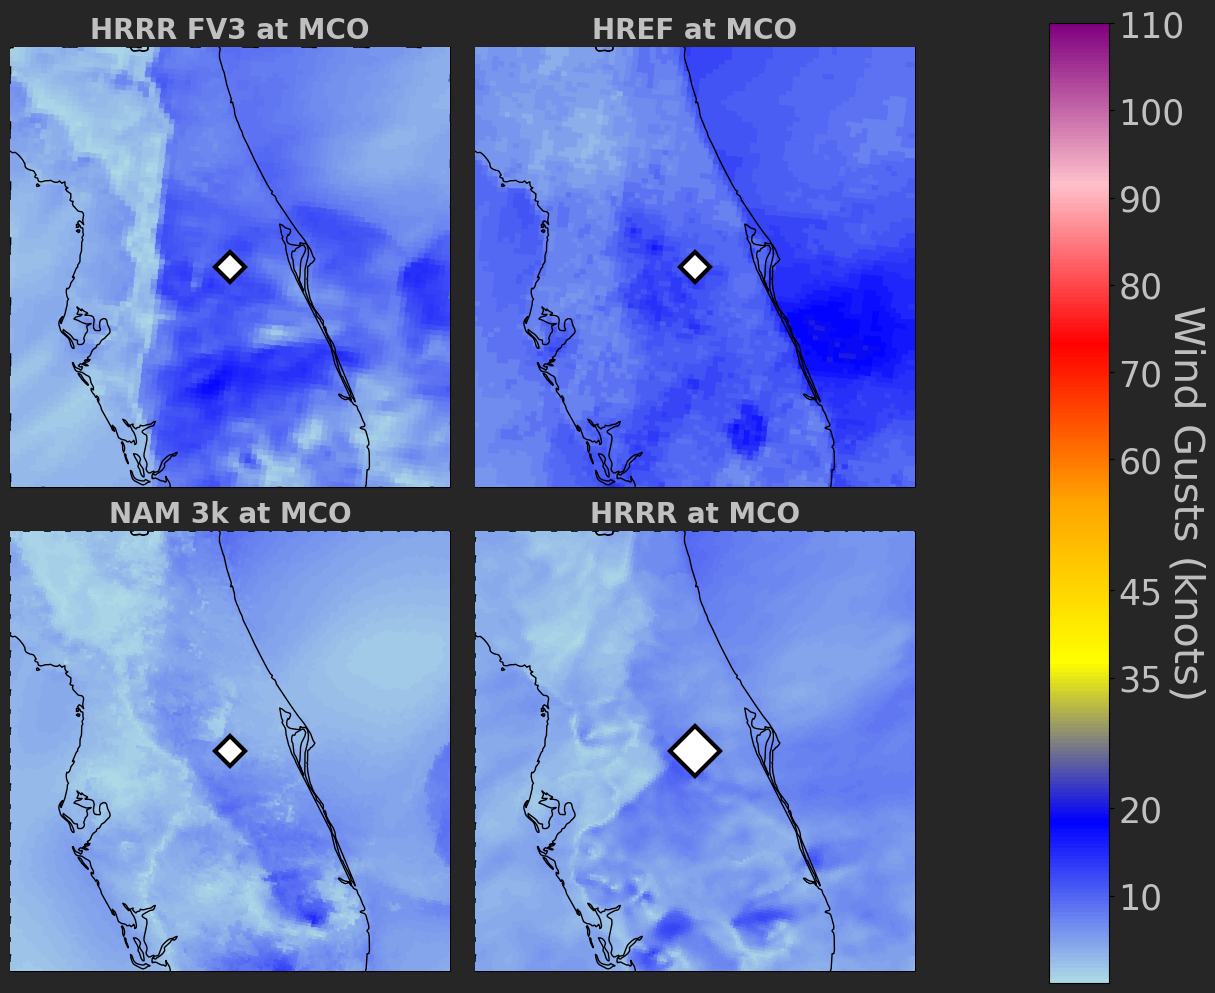 HRRR FV3 at MCO
HREF at MCO
NAM 3k at MCO
HRRR at MCO
110
100
90
80
70
60
45
35
20
10
Wind Gusts (knots)